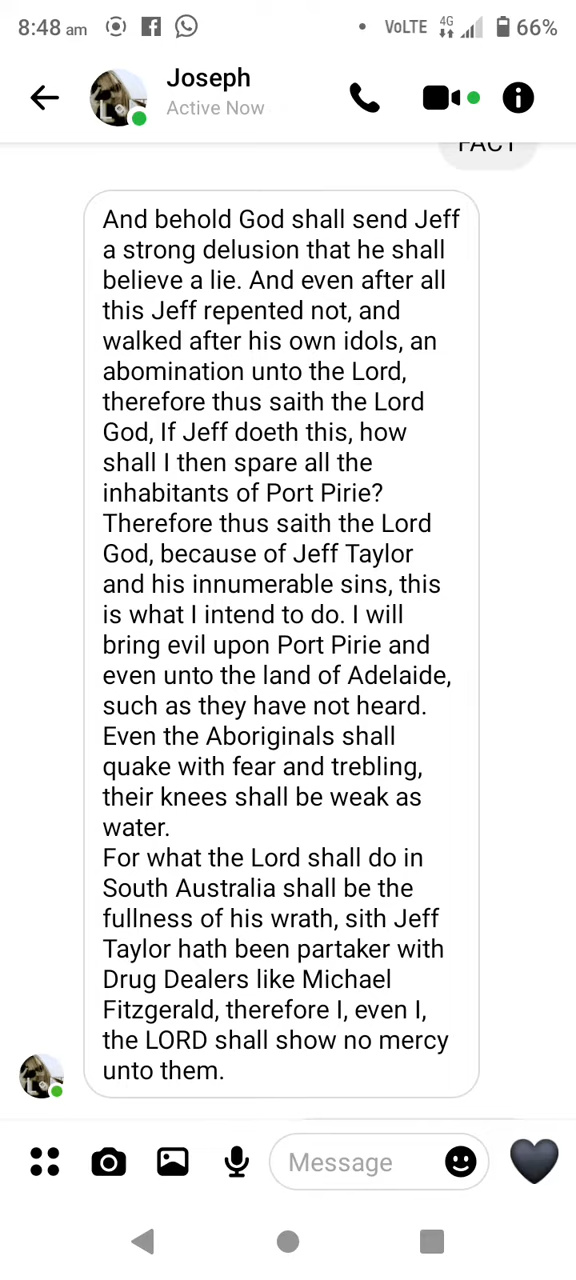 8:48 am VoLTE 4G 66%
Joseph
Active Now
FACT
And behold God shall send Jeff
a strong delusion that he shall
believe a lie. And even after all
this Jeff repented not, and
walked after his own idols, an
abomination unto the Lord,
therefore thus saith the Lord
God, If Jeff doeth this, how
shall I then spare all the
inhabitants of Port Pirie?
Therefore thus saith the Lord
God, because of Jeff Taylor
and his innumerable sins, this
is what I intend to do. I will
bring evil upon Port Pirie and
even unto the land of Adelaide,
such as they have not heard.
Even the Aboriginals shall
quake with fear and trebling,
their knees shall be weak as
water.
For what the Lord shall do in
South Australia shall be the
fullness of his wrath, sith Jeff
Taylor hath been partaker with
Drug Dealers like Michael
Fitzgerald, therefore I, even I,
the LORD shall show no mercy
unto them.
Message